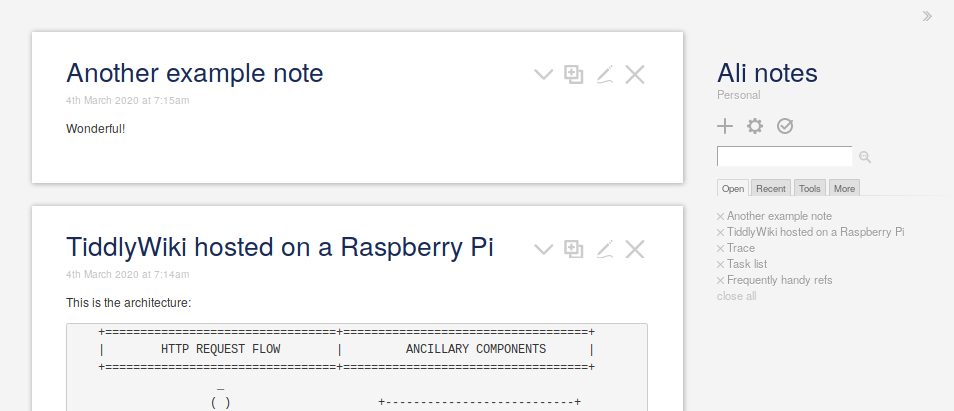 Another example note
4th March 2020 at 7:15am
Wonderful!
TiddlyWiki hosted on a Raspberry Pi
4th March 2020 at 7:14am
This is the architecture:
+=================================+===================================+
|        HTTP REQUEST FLOW        |         ANCILLARY COMPONENTS      |
+=================================+===================================+
_
( )                     +---------------------------+
Ali notes
Personal
Open Recent Tools More
Another example note
TiddlyWiki hosted on a Raspberry Pi
Trace
Task list
Frequently handy refs
close all